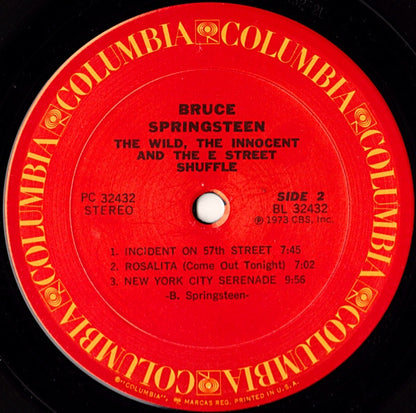 COLUMBIA COLUMBIA COLUMBIA COLUMBIA COLUMBIA COLUMBIA
BRUCE
SPRINGSTEEN
THE WILD, THE INNOCENT
AND THE E STREET
SHUFFLE
PC 32432
STEREO
SIDE 2
BL 32432
℗ 1973 CBS, Inc.
1. INCIDENT ON 57th STREET 7:45
2. ROSALITA (Come Out Tonight) 7:02
3. NEW YORK CITY SERENADE 9:56
-B. Springsteen-
®"COLUMBIA", MARCAS REG. PRINTED IN U.S.A.